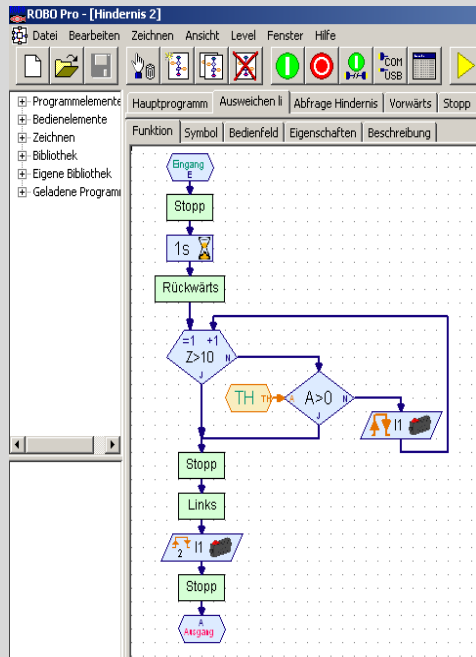 ROBO Pro - [Hindernis 2]
Datei Bearbeiten Zeichnen Ansicht Level Fenster Hilfe
COM
USB
Hauptprogramm Ausweichen li Abfrage Hindernis Vorwärts Stopp
Funktion Symbol Bedienfeld Eigenschaften Beschreibung
Programmelemente
Bedienelemente
Zeichnen
Bibliothek
Eigene Bibliothek
Geladene Programm
Eingang
E
Stopp
1s
Rückwärts
=1 +1
Z>10 N
J
TH TH A A>0 N
J
I1
Stopp
Links
2 I1
Stopp
A
Ausgang